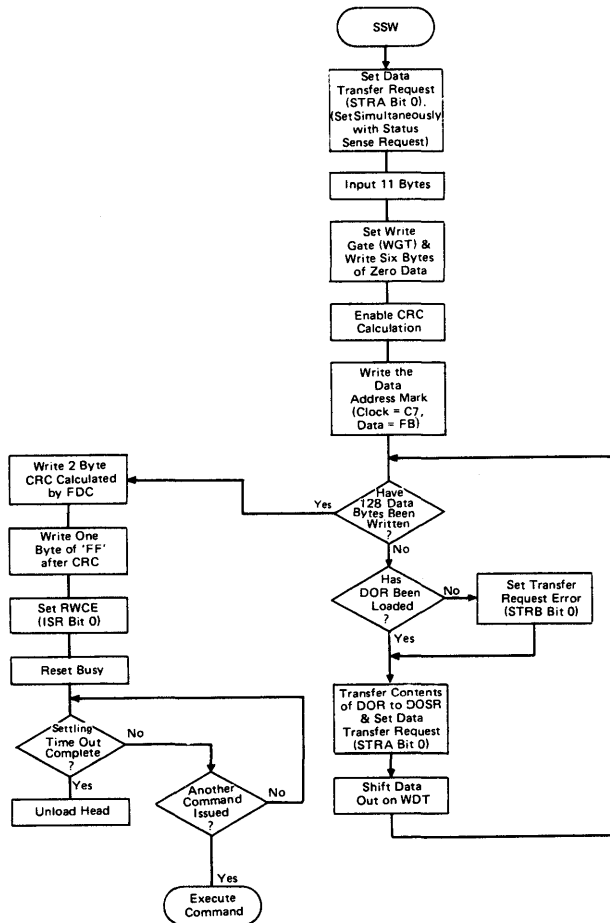 SSW
Set Data
Transfer Request
(STRA Bit 0).
(Set Simultaneously
with Status
Sense Request)
Input 11 Bytes
Set Write
Gate (WGT) &
Write Six Bytes
of Zero Data
Enable CRC
Calculation
Write the
Data
Address Mark
(Clock = C7,
Data = FB)
Have
128 Data
Bytes Been
Written
?
Yes
No
Has
DOR Been
Loaded
?
No
Yes
Set Transfer
Request Error
(STRB Bit 0)
Transfer Contents
of DOR to DOSR
& Set Data
Transfer Request
(STRA Bit 0)
Shift Data
Out on WDT
Write 2 Byte
CRC Calculated
by FDC
Write One
Byte of 'FF'
after CRC
Set RWCE
(ISR Bit 0)
Reset Busy
Settling
Time Out
Complete
?
No
Yes
Unload Head
Another
Command
Issued
?
No
Yes
Execute
Command